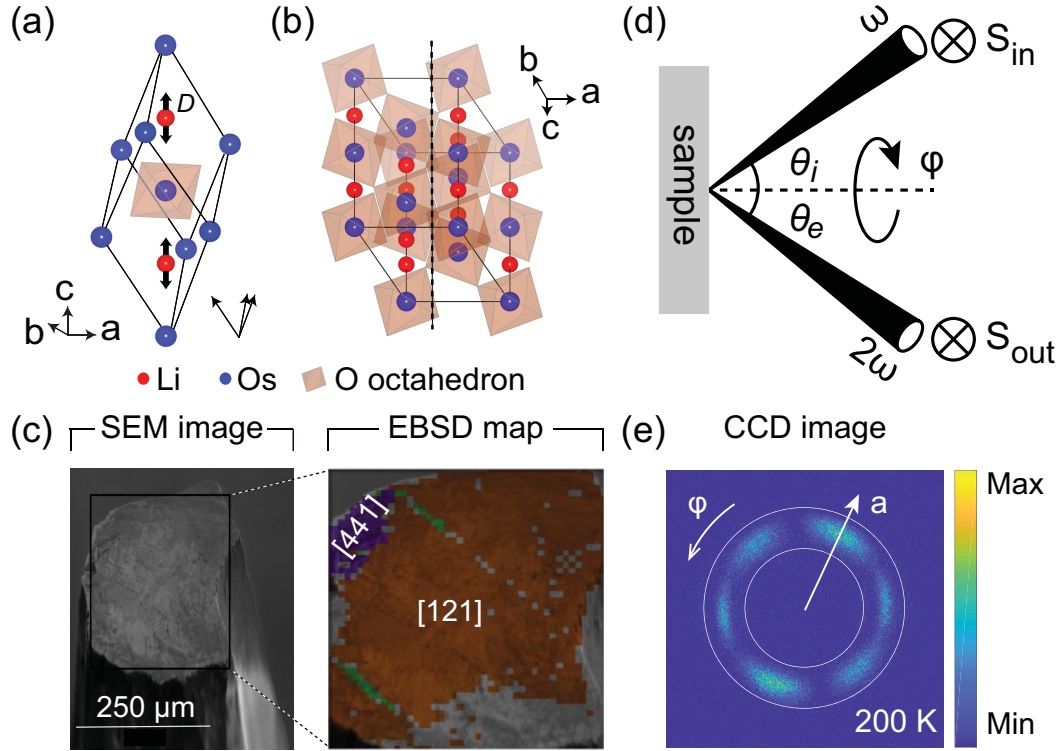 (a)
D
c
b
a
(b)
b
a
c
Li
Os
O octahedron
(c)
SEM image
250 μm
EBSD map
[441]
[121]
(d)
sample
ω
S_in
θ_i
φ
θ_e
2ω
S_out
(e)
CCD image
φ
a
200 K
Max
Min